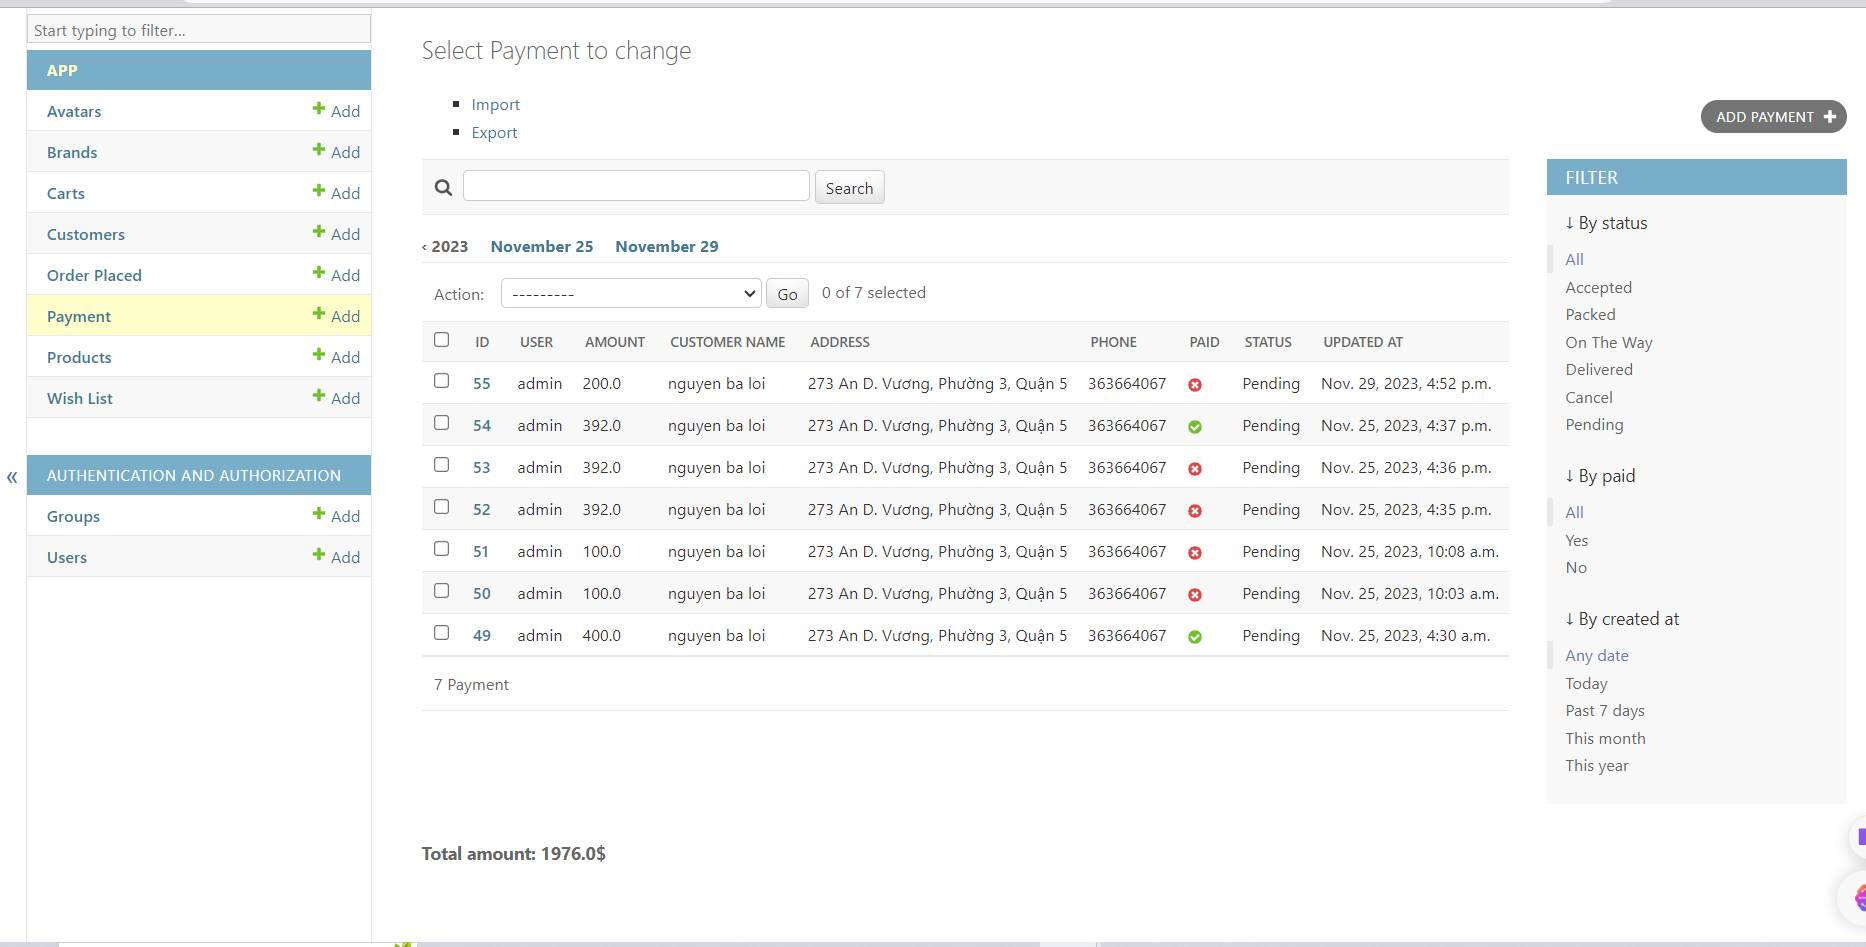 Start typing to filter...
APP
Avatars Add
Brands Add
Carts Add
Customers Add
Order Placed Add
Payment Add
Products Add
Wish List Add
«
AUTHENTICATION AND AUTHORIZATION
Groups Add
Users Add
Select Payment to change
Import
Export
ADD PAYMENT
Search
‹ 2023 November 25 November 29
Action: --------- Go 0 of 7 selected
ID USER AMOUNT CUSTOMER NAME ADDRESS PHONE PAID STATUS UPDATED AT
55 admin 200.0 nguyen ba loi 273 An D. Vương, Phường 3, Quận 5 363664067 Pending Nov. 29, 2023, 4:52 p.m.
54 admin 392.0 nguyen ba loi 273 An D. Vương, Phường 3, Quận 5 363664067 Pending Nov. 25, 2023, 4:37 p.m.
53 admin 392.0 nguyen ba loi 273 An D. Vương, Phường 3, Quận 5 363664067 Pending Nov. 25, 2023, 4:36 p.m.
52 admin 392.0 nguyen ba loi 273 An D. Vương, Phường 3, Quận 5 363664067 Pending Nov. 25, 2023, 4:35 p.m.
51 admin 100.0 nguyen ba loi 273 An D. Vương, Phường 3, Quận 5 363664067 Pending Nov. 25, 2023, 10:08 a.m.
50 admin 100.0 nguyen ba loi 273 An D. Vương, Phường 3, Quận 5 363664067 Pending Nov. 25, 2023, 10:03 a.m.
49 admin 400.0 nguyen ba loi 273 An D. Vương, Phường 3, Quận 5 363664067 Pending Nov. 25, 2023, 4:30 a.m.
7 Payment
Total amount: 1976.0$
FILTER
↓ By status
All
Accepted
Packed
On The Way
Delivered
Cancel
Pending
↓ By paid
All
Yes
No
↓ By created at
Any date
Today
Past 7 days
This month
This year